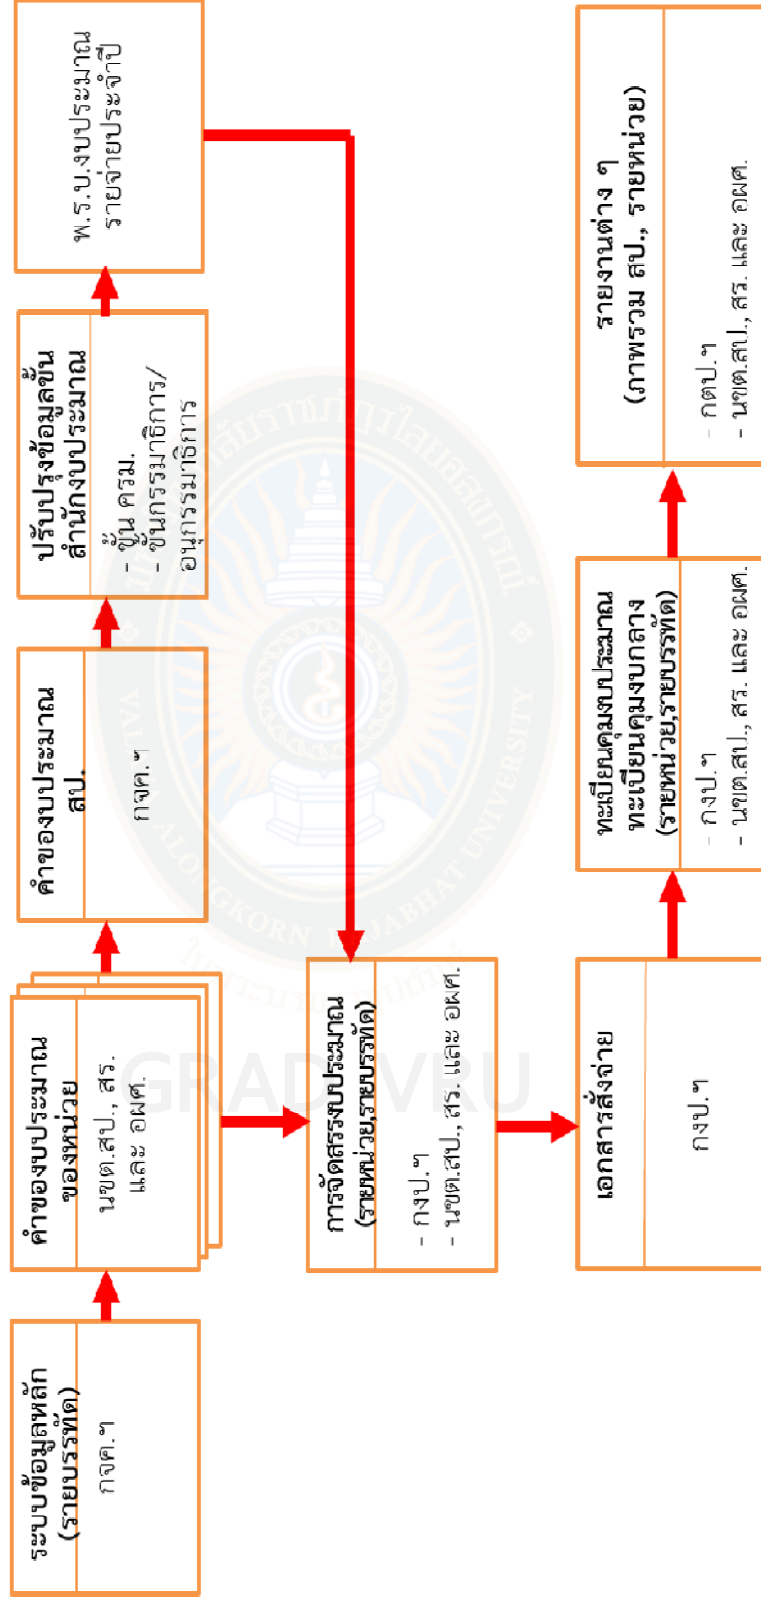 ระบบข้อมูลหลัก
(รายบรรทัด)
กจค.ฯ
คำของบประมาณ
ของหน่วย
นขต.สป., สร.
และ อผศ.
คำของบประมาณ
สป.
กจค.ฯ
ปรับปรุงข้อมูลขั้น
สำนักงบประมาณ
- ขั้น ครม.
- ขั้นกรรมาธิการ/
อนุกรรมาธิการ
พ.ร.บ.งบประมาณ
รายจ่ายประจำปี
การจัดสรรงบประมาณ
(รายหน่วย,รายบรรทัด)
- กงป.ฯ
- นขต.สป., สร. และ อผศ.
เอกสารสั่งจ่าย
กงป.ฯ
ทะเบียนคุมงบประมาณ
ทะเบียนคุมงบกลาง
(รายหน่วย,รายบรรทัด)
- กงป.ฯ
- นขต.สป., สร. และ อผศ.
รายงานต่าง ๆ
(ภาพรวม สป., รายหน่วย)
- กตป.ฯ
- นขต.สป., สร. และ อผศ.
GRAD VRU
VALAYA ALONGKORN RAJABHAT UNIVERSITY